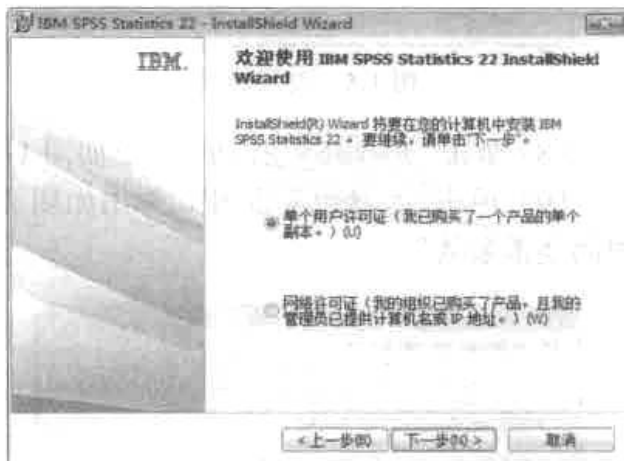 IBM SPSS Statistics 22 - InstallShield Wizard
IBM.
欢迎使用 IBM SPSS Statistics 22 InstallShield
Wizard
InstallShield(R) Wizard 将要在您的计算机中安装 IBM
SPSS Statistics 22。 要继续，请单击“下一步”。
单个用户许可证（我已购买了一个产品的单个
副本。）(U)
网络许可证（我的组织已购买了产品，且我的
管理员已提供计算机名或 IP 地址。）(W)
<上一步(B)
下一步(N) >
取消